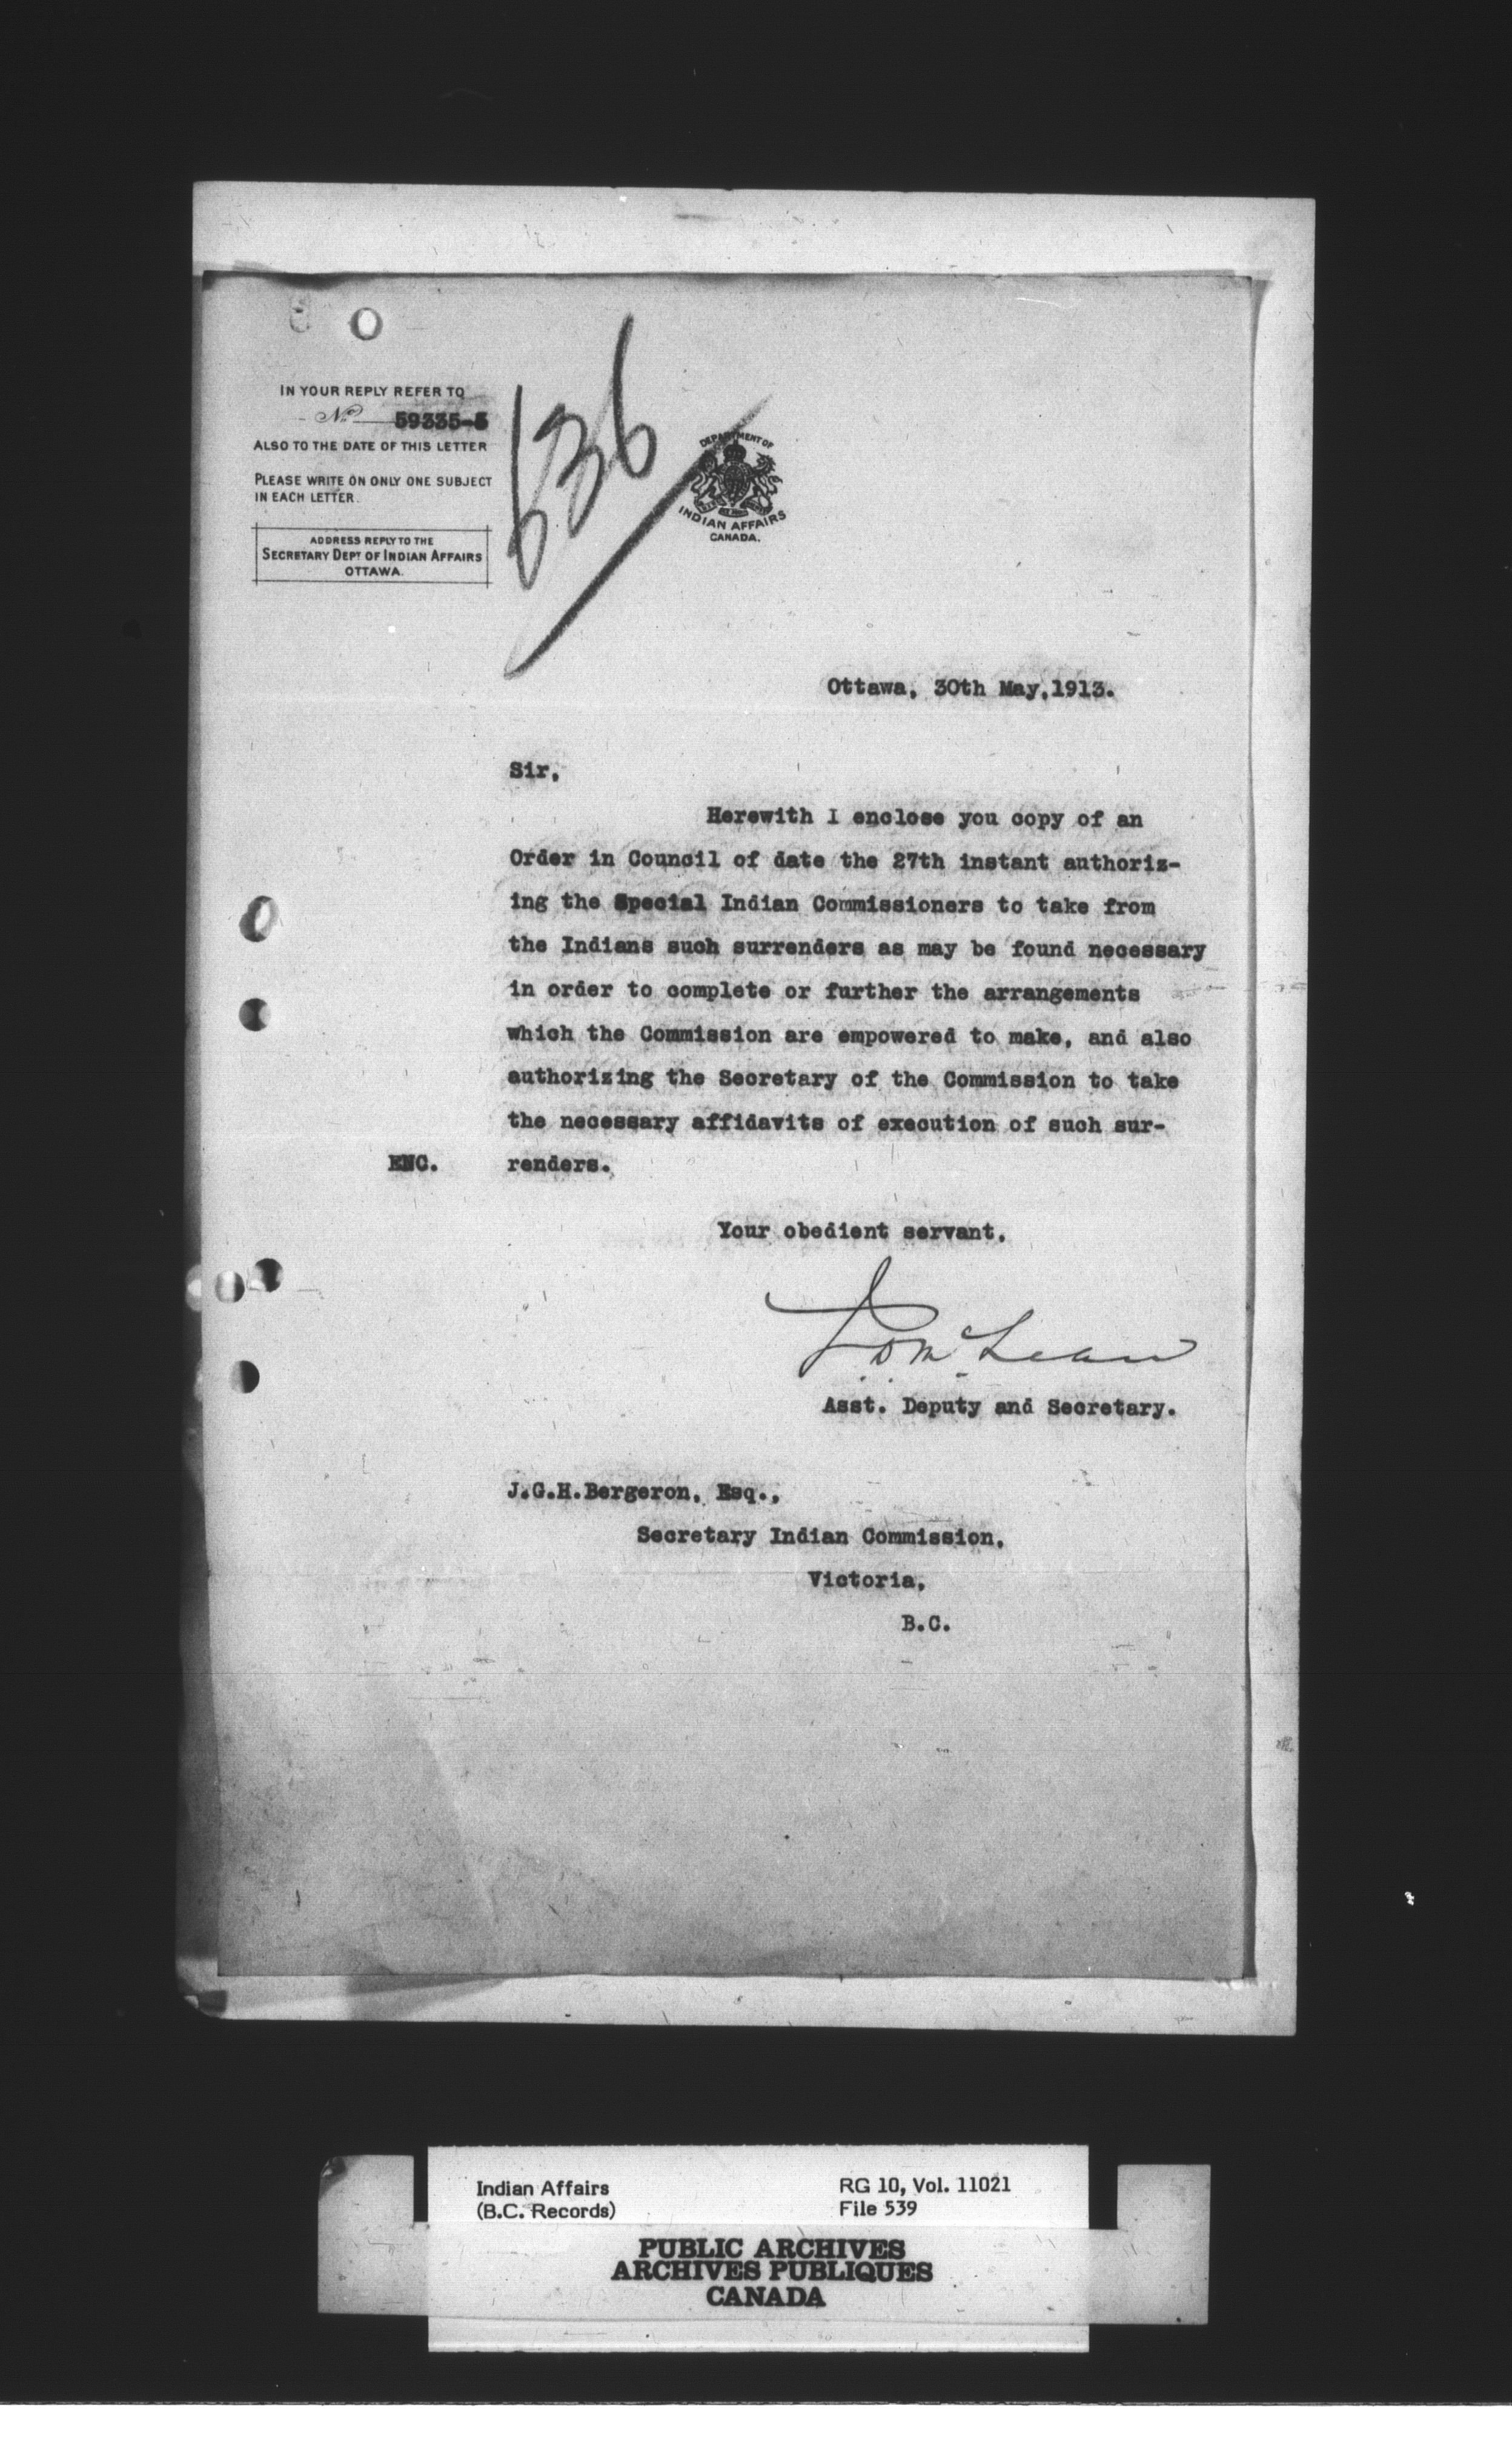 IN YOUR REPLY REFER TO
No 59335-5
ALSO TO THE DATE OF THIS LETTER
PLEASE WRITE ON ONLY ONE SUBJECT
IN EACH LETTER.
ADDRESS REPLY TO THE
SECRETARY DEPT OF INDIAN AFFAIRS
OTTAWA.
636
DEPARTMENT OF
INDIAN AFFAIRS
CANADA.
Ottawa, 30th May, 1913.
Sir,
Herewith I enclose you copy of an
Order in Council of date the 27th instant authoriz-
ing the Special Indian Commissioners to take from
the Indians such surrenders as may be found necessary
in order to complete or further the arrangements
which the Commission are empowered to make, and also
authorizing the Secretary of the Commission to take
the necessary affidavits of execution of such sur-
ENC. renders.
Your obedient servant,
J.D. McLean
Asst. Deputy and Secretary.
J.G.H.Bergeron, Esq.,
Secretary Indian Commission,
Victoria,
B.C.
Indian Affairs RG 10, Vol. 11021
(B.C. Records) File 539
PUBLIC ARCHIVES
ARCHIVES PUBLIQUES
CANADA